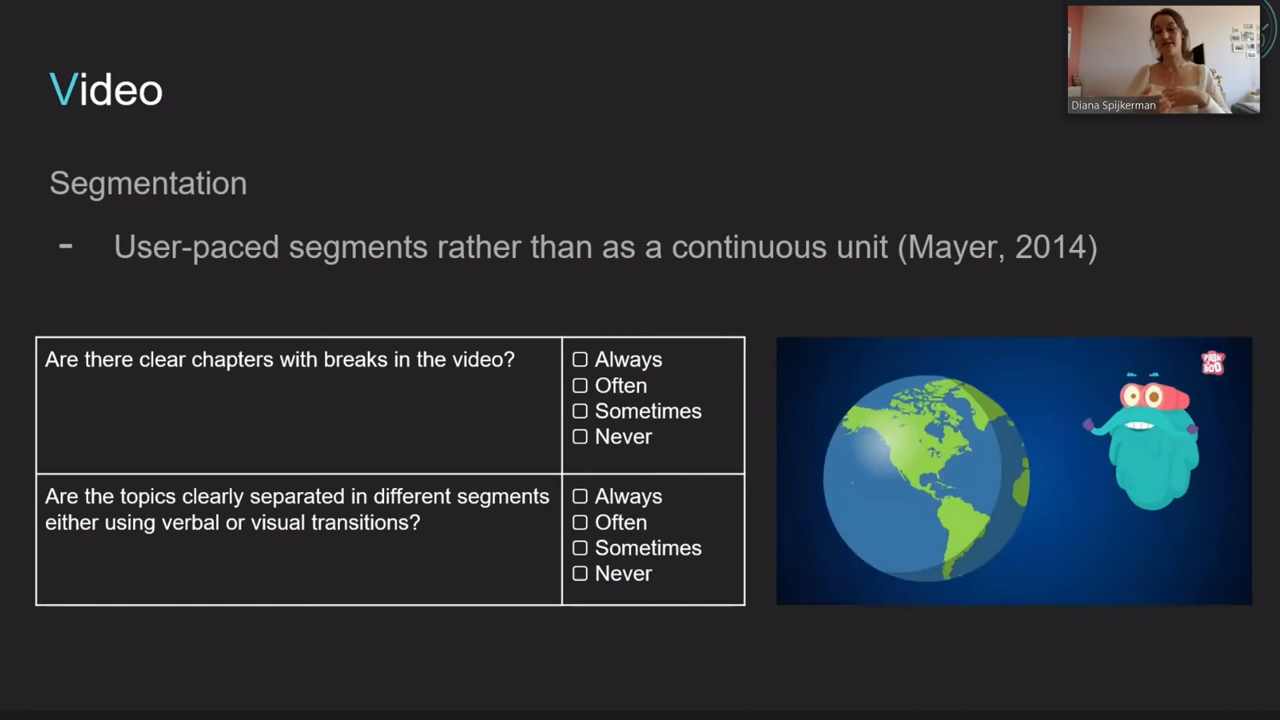 Video
Diana Spijkerman
Segmentation
- User-paced segments rather than as a continuous unit (Mayer, 2014)
Are there clear chapters with breaks in the video?
☐ Always
☐ Often
☐ Sometimes
☐ Never
Are the topics clearly separated in different segments
either using verbal or visual transitions?
☐ Always
☐ Often
☐ Sometimes
☐ Never